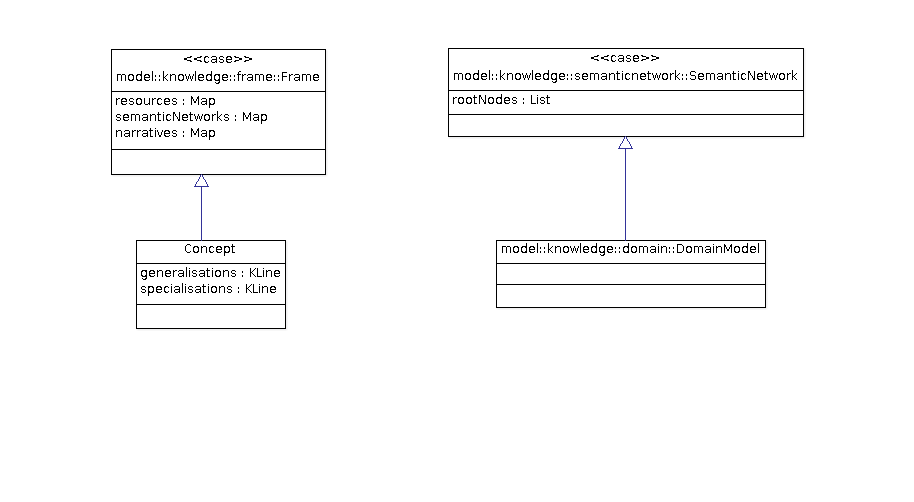 <<case>>
model::knowledge::frame::Frame
resources : Map
semanticNetworks : Map
narratives : Map
Concept
generalisations : KLine
specialisations : KLine
<<case>>
model::knowledge::semanticnetwork::SemanticNetwork
rootNodes : List
model::knowledge::domain::DomainModel